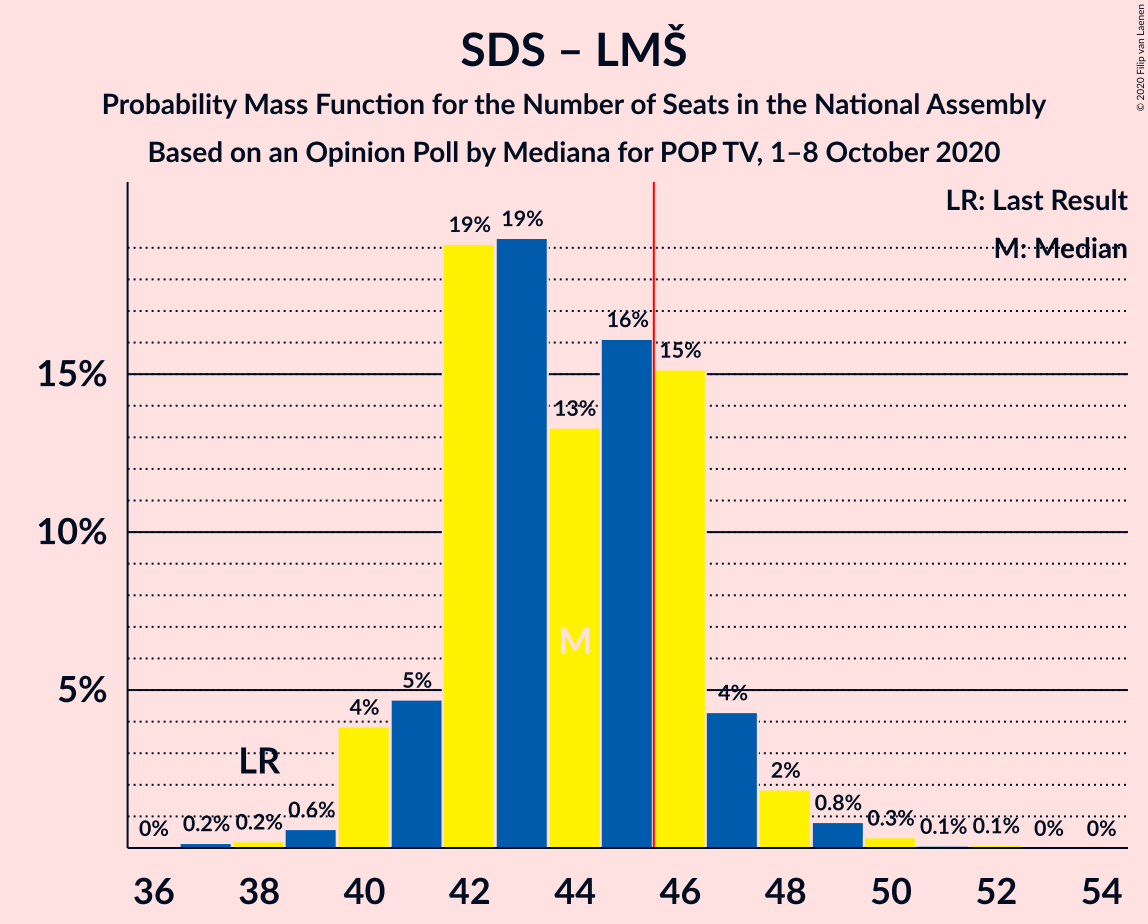 SDS – LMŠ
Probability Mass Function for the Number of Seats in the National Assembly
Based on an Opinion Poll by Mediana for POP TV, 1–8 October 2020
© 2020 Filip van Laenen
LR: Last Result
M: Median
19% 19%
16%
15%
15%
13%
10%
M
5%
5%
4%
4%
LR
2%
0% 0.2% 0.2% 0.6% 0.8% 0.3% 0.1% 0.1% 0% 0%
36 38 40 42 44 46 48 50 52 54